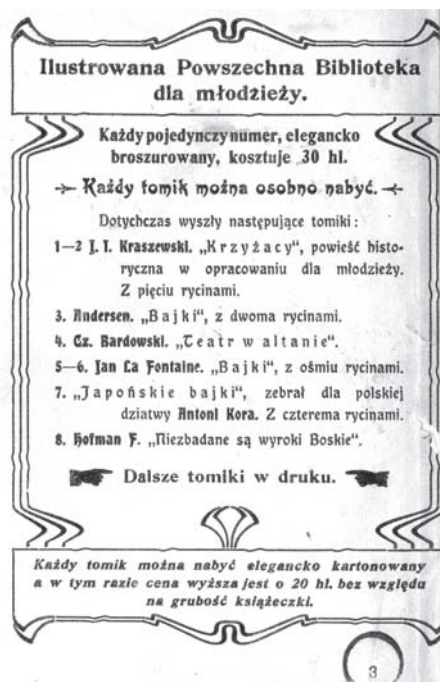 Ilustrowana Powszechna Biblioteka
dla młodzieży.
Każdy pojedynczy numer, elegancko
broszurowany, kosztuje 30 hl.
Każdy tomik można osobno nabyć.
Dotychczas wyszły następujące tomiki:
1—2 J. I. Kraszewski. „Krzyżacy“, powieść histo-
ryczna w opracowaniu dla młodzieży.
Z pięciu rycinami.
3. Andersen. „Bajki“, z dwoma rycinami.
4. Cz. Bardowski. „Teatr w altanie“.
5—6. Jan La Fontaine. „Bajki“, z ośmiu rycinami.
7. „Japońskie bajki“, zebrał dla polskiej
dziatwy Antoni Kora. Z czterema rycinami.
8. Hofman F. „Niezbadane są wyroki Boskie“.
Dalsze tomiki w druku.
Każdy tomik można nabyć elegancko kartonowany
a w tym razie cena wyższa jest o 20 hl. bez względu
na grubość książeczki.
3